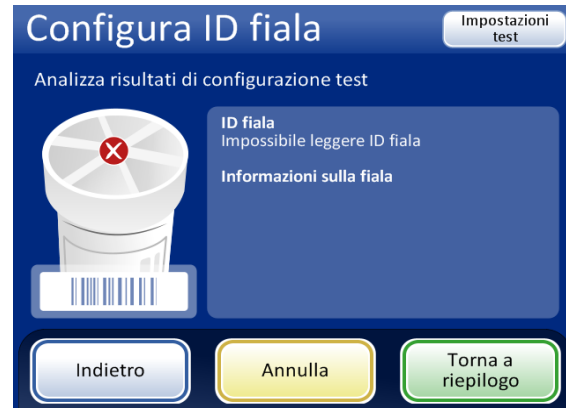 Configura ID fiala
Impostazioni
test
Analizza risultati di configurazione test
ID fiala
Impossibile leggere ID fiala
Informazioni sulla fiala
Indietro
Annulla
Torna a
riepilogo